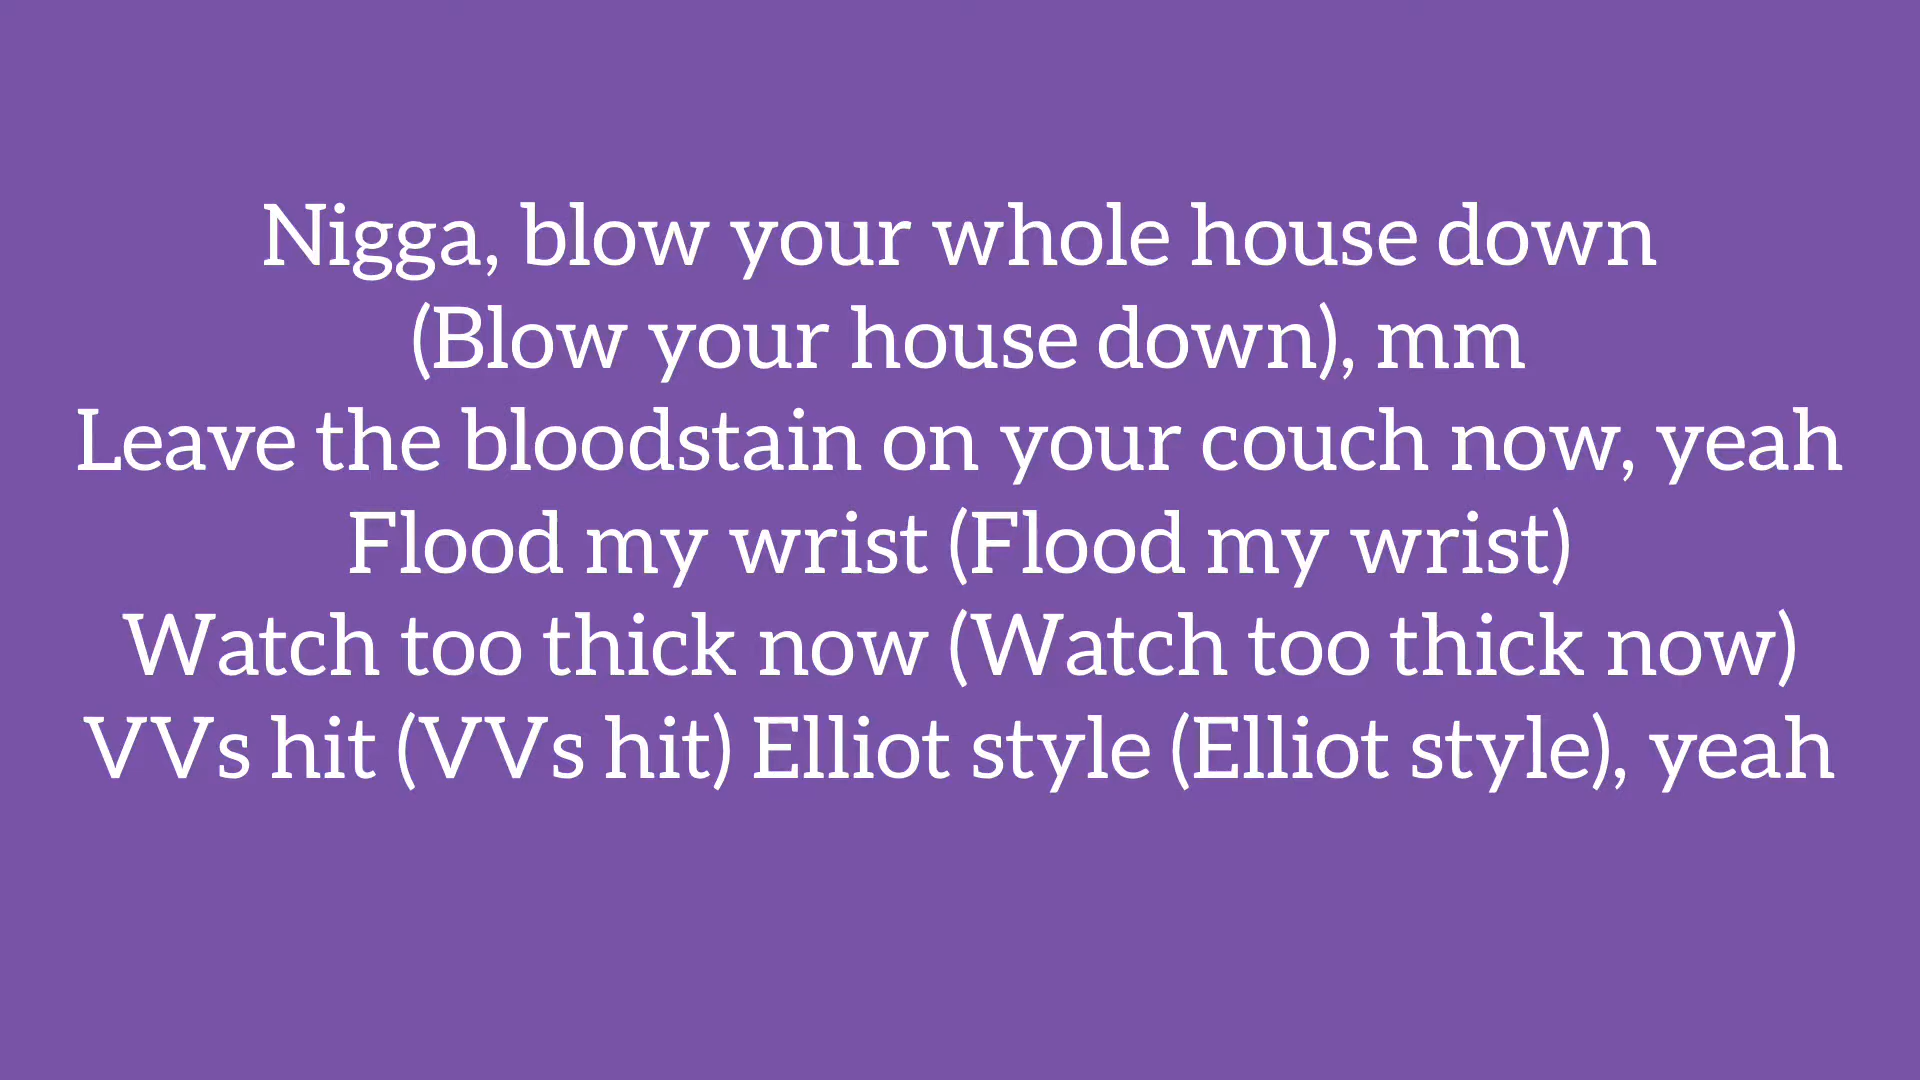 Nigga, blow your whole house down
(Blow your house down), mm
Leave the bloodstain on your couch now, yeah
Flood my wrist (Flood my wrist)
Watch too thick now (Watch too thick now)
VVs hit (VVs hit) Elliot style (Elliot style), yeah